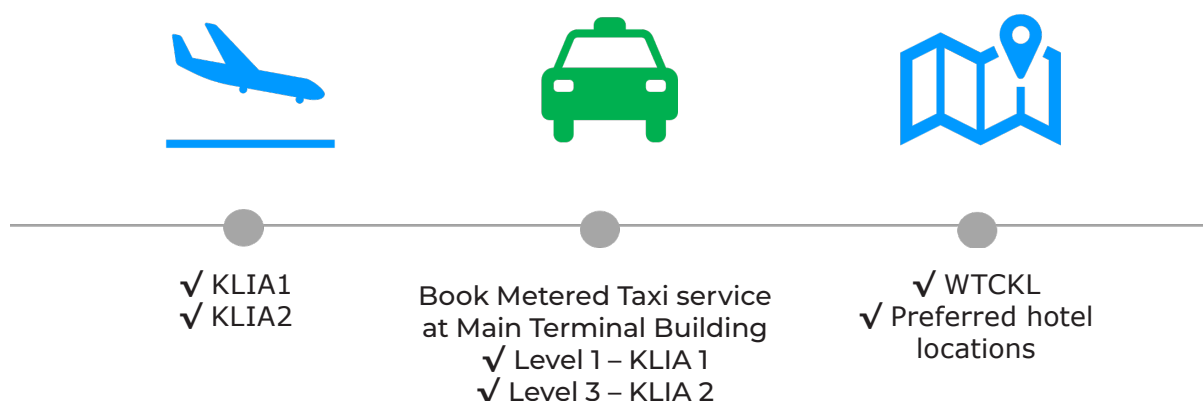 √ KLIA1
√ KLIA2
Book Metered Taxi service
at Main Terminal Building
√ Level 1 – KLIA 1
√ Level 3 – KLIA 2
√ WTCKL
√ Preferred hotel
locations